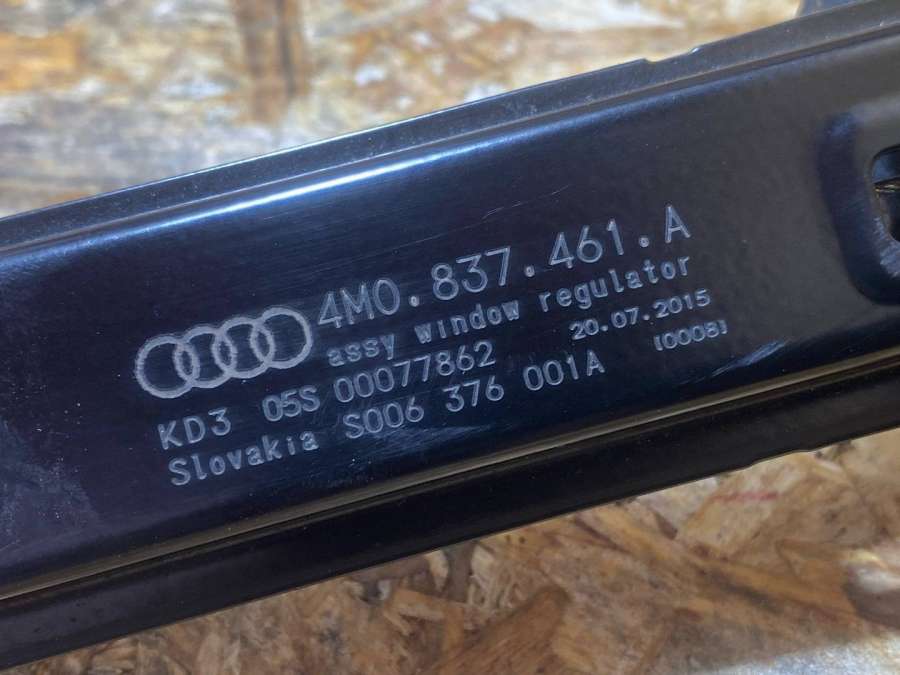 4M0.837.461.A
assy window regulator
20.07.2015
KD3 05S 00077862
[0008]
Slovakia S006 376 001A